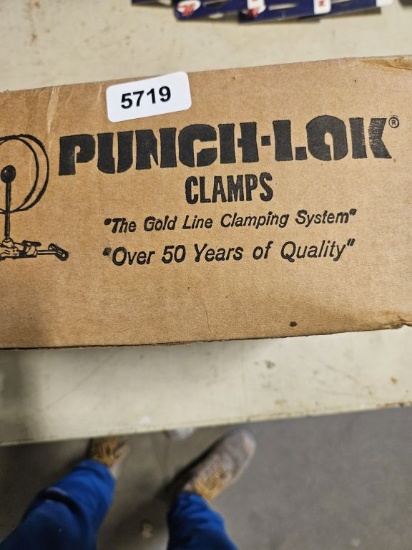 5719
PUNCH-LOK®
CLAMPS
"The Gold Line Clamping System"
"Over 50 Years of Quality"